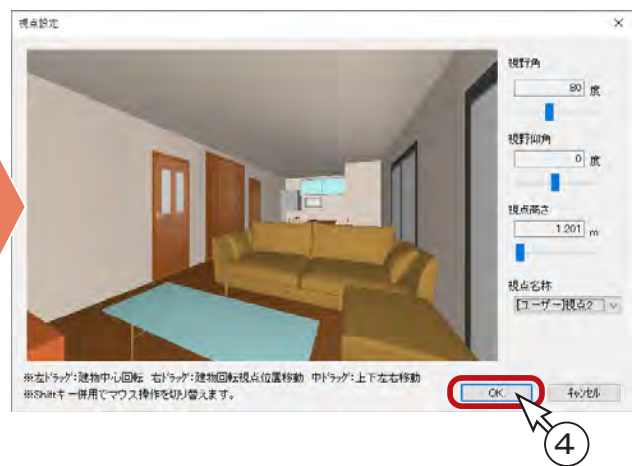 視点設定
視野角
80 度
視野仰角
0 度
視点高さ
1.201 m
視点名称
[ユーザー]視点2
※左ドラッグ:建物中心回転 右ドラッグ:建物回転視点位置移動 中ドラッグ:上下左右移動
※Shiftキー併用でマウス操作を切り替えます。
OK キャンセル
④